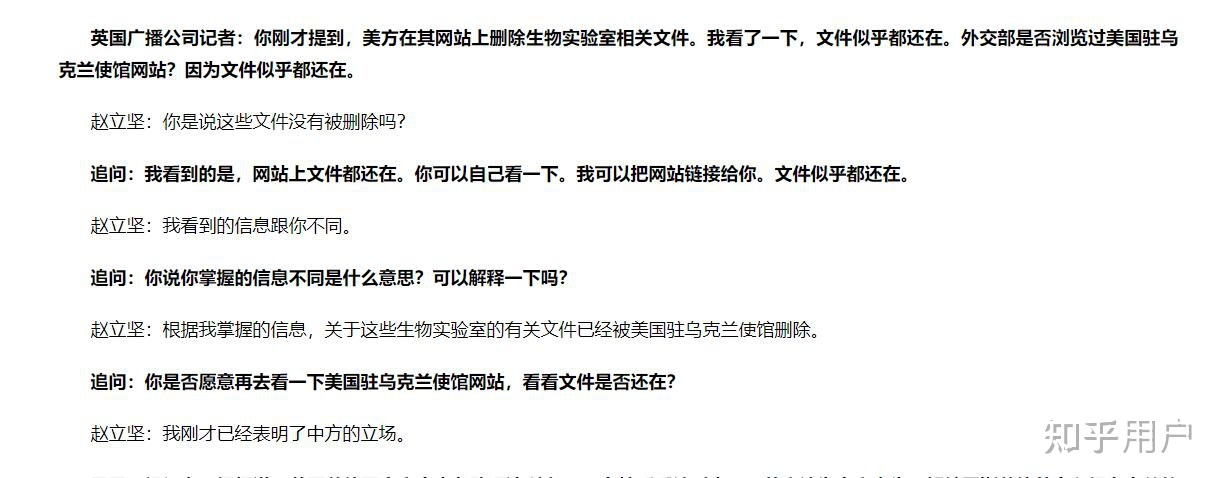 英国广播公司记者：你刚才提到，美方在其网站上删除生物实验室相关文件。我看了一下，文件似乎都还在。外交部是否浏览过美国驻乌
克兰使馆网站？因为文件似乎都还在。
赵立坚：你是说这些文件没有被删除吗？
追问：我看到的是，网站上文件都还在。你可以自己看一下。我可以把网站链接给你。文件似乎都还在。
赵立坚：我看到的信息跟你不同。
追问：你说你掌握的信息不同是什么意思？可以解释一下吗？
赵立坚：根据我掌握的信息，关于这些生物实验室的有关文件已经被美国驻乌克兰使馆删除。
追问：你是否愿意再去看一下美国驻乌克兰使馆网站，看看文件是否还在？
赵立坚：我刚才已经表明了中方的立场。
知乎用户